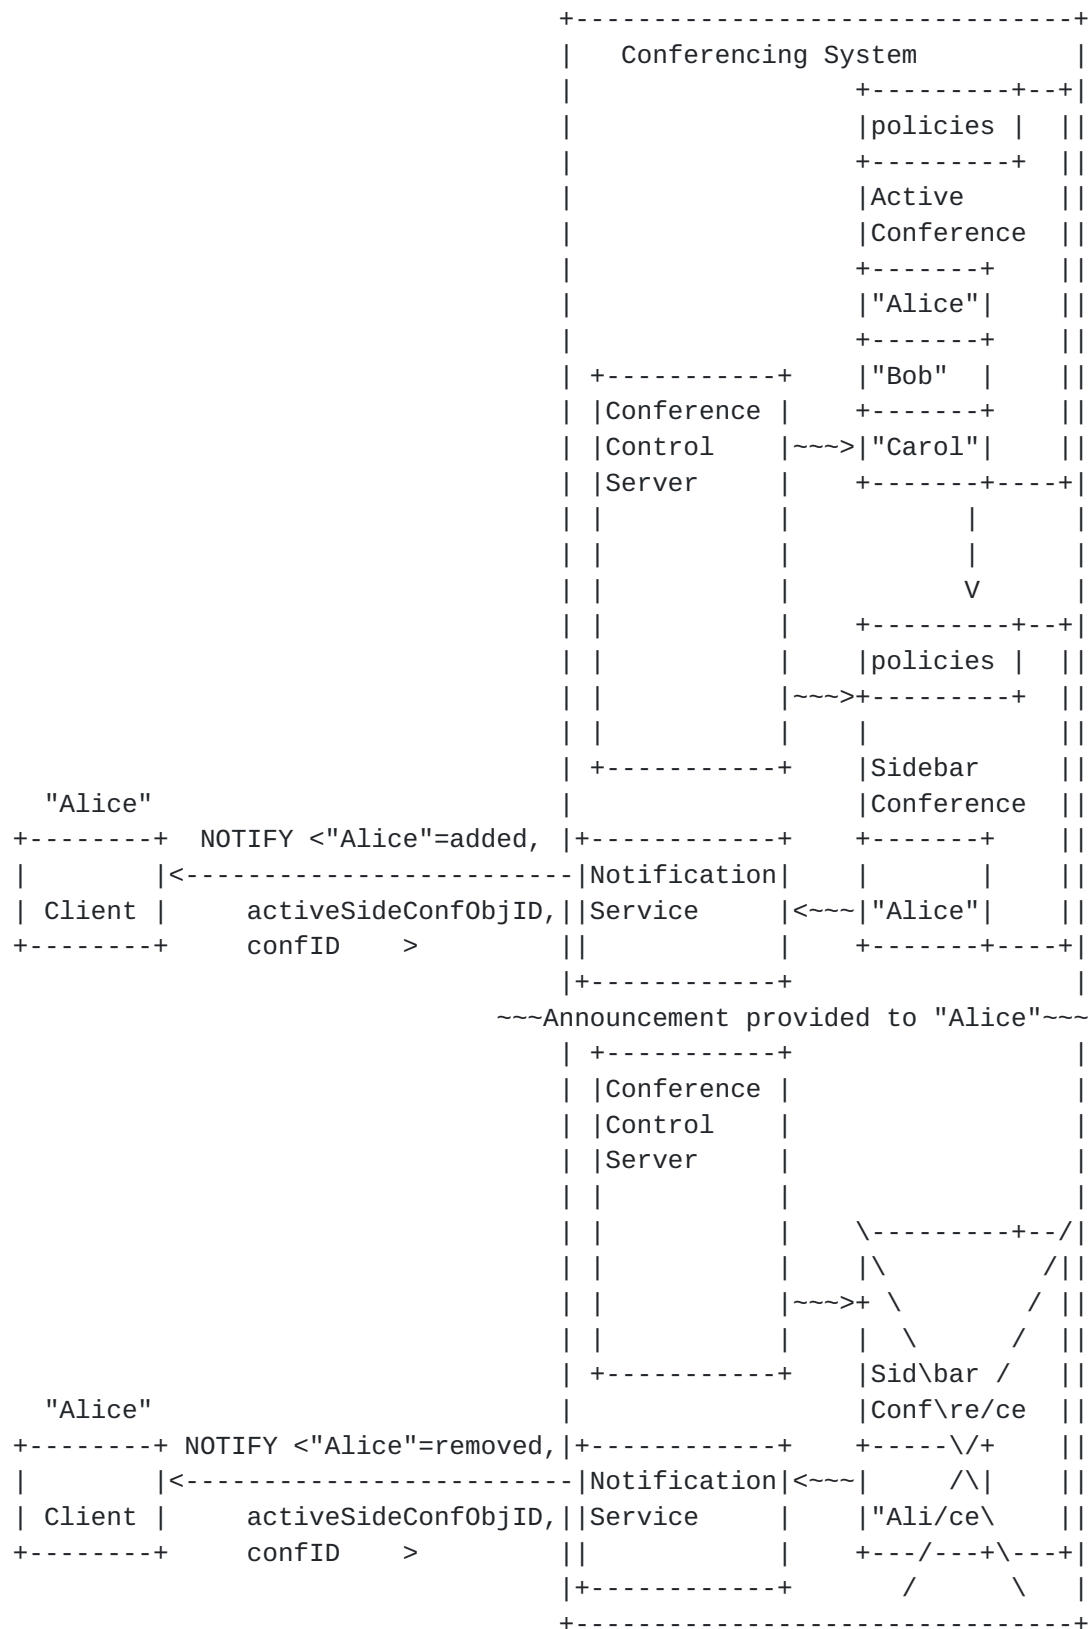 Conferencing System
policies
Active
Conference
"Alice"
"Bob"
Conference
Control "Carol"
Server
policies
Sidebar
"Alice" Conference
NOTIFY <"Alice"=added,
Notification
Client activeSideConfObjID, Service "Alice"
confID >
~~~Announcement provided to "Alice"~~~
Conference
Control
Server
Sid\bar /
"Alice" Conf\re/ce
NOTIFY <"Alice"=removed,
Notification
Client activeSideConfObjID, Service "Ali/ce\
confID >